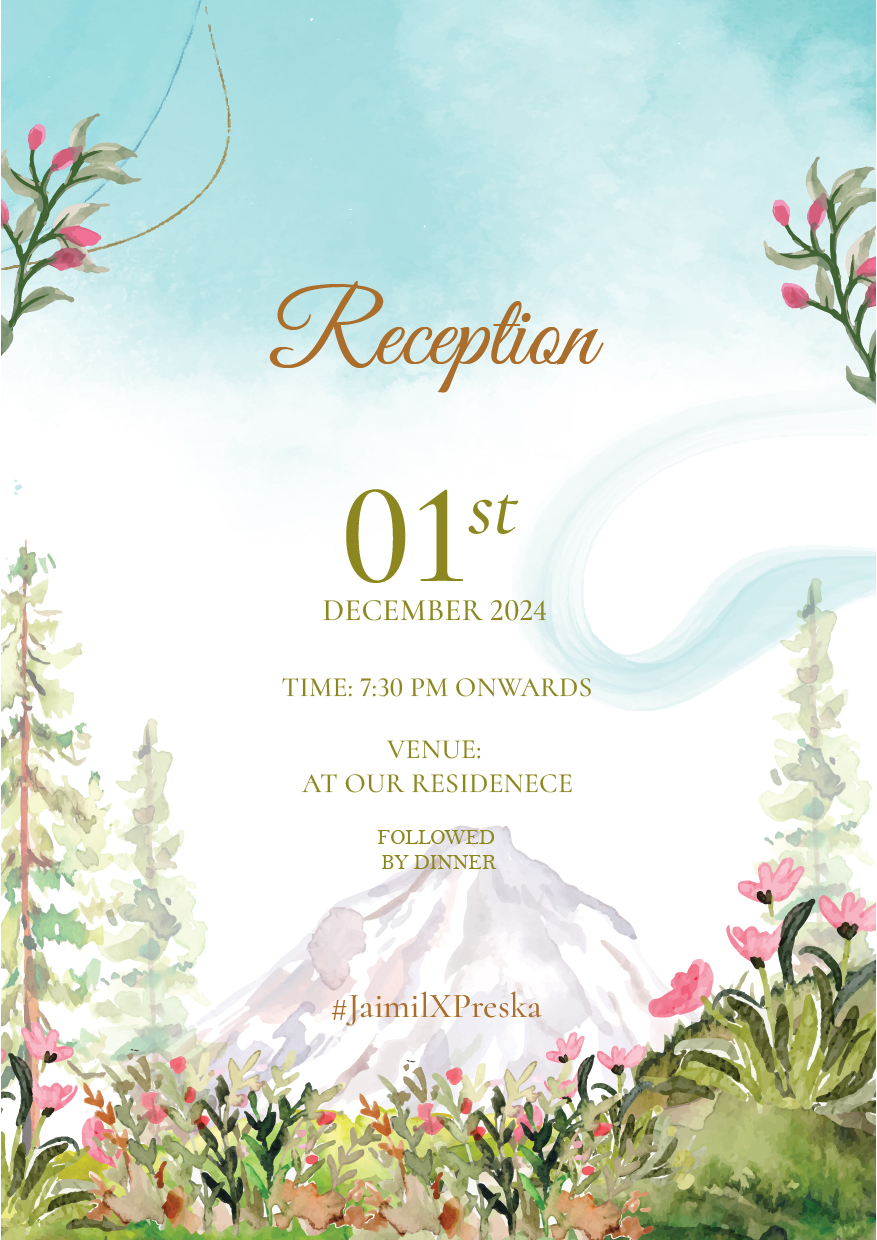 Reception
01st
DECEMBER 2024
TIME: 7:30 PM ONWARDS
VENUE:
AT OUR RESIDENECE
FOLLOWED
BY DINNER
#JaimilXPreska